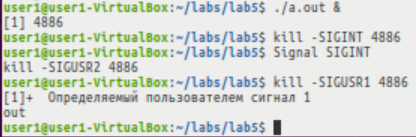 user1@user1-VirtualBox:~/labs/lab5$ ./a.out &
[1] 4886
user1@user1-VirtualBox:~/labs/lab5$ kill -SIGINT 4886
user1@user1-VirtualBox:~/labs/lab5$ Signal SIGINT
kill -SIGUSR2 4886
user1@user1-VirtualBox:~/labs/lab5$ kill -SIGUSR1 4886
[1]+  Определяемый пользователем сигнал 1
out
user1@user1-VirtualBox:~/labs/lab5$